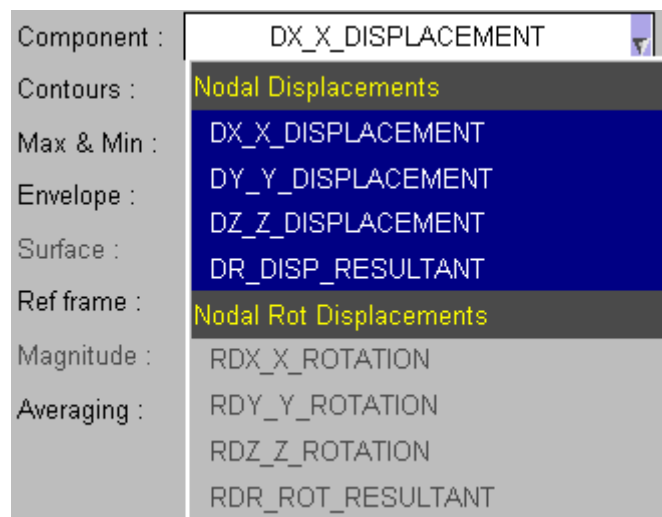 Component : DX_X_DISPLACEMENT
Contours : Nodal Displacements
Max & Min : DX_X_DISPLACEMENT
Envelope : DY_Y_DISPLACEMENT
Surface : DZ_Z_DISPLACEMENT
DR_DISP_RESULTANT
Ref frame : Nodal Rot Displacements
Magnitude : RDX_X_ROTATION
Averaging : RDY_Y_ROTATION
RDZ_Z_ROTATION
RDR_ROT_RESULTANT